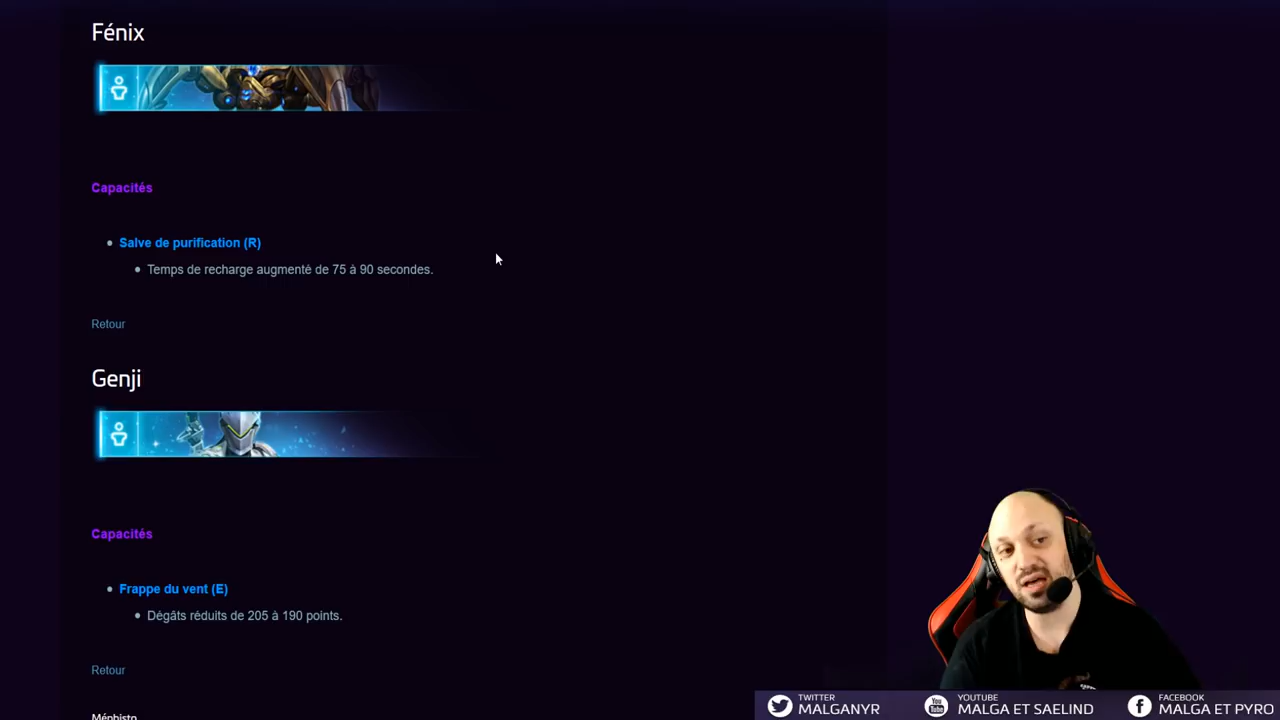 Fénix
Capacités
Salve de purification (R)
Temps de recharge augmenté de 75 à 90 secondes.
Retour
Genji
Capacités
Frappe du vent (E)
Dégâts réduits de 205 à 190 points.
Retour
Méphisto
TWITTER
MALGANYR
YOUTUBE
MALGA ET SAELIND
FACEBOOK
MALGA ET PYRO